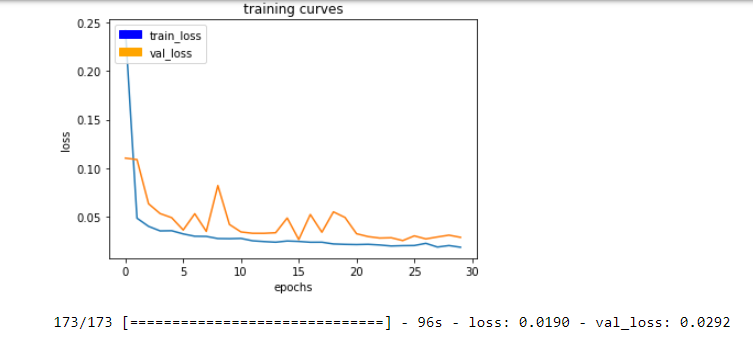 training curves
train_loss
val_loss
0.25
0.20
0.15
0.10
0.05
loss
0 5 10 15 20 25 30
epochs
173/173 [==============================] - 96s - loss: 0.0190 - val_loss: 0.0292